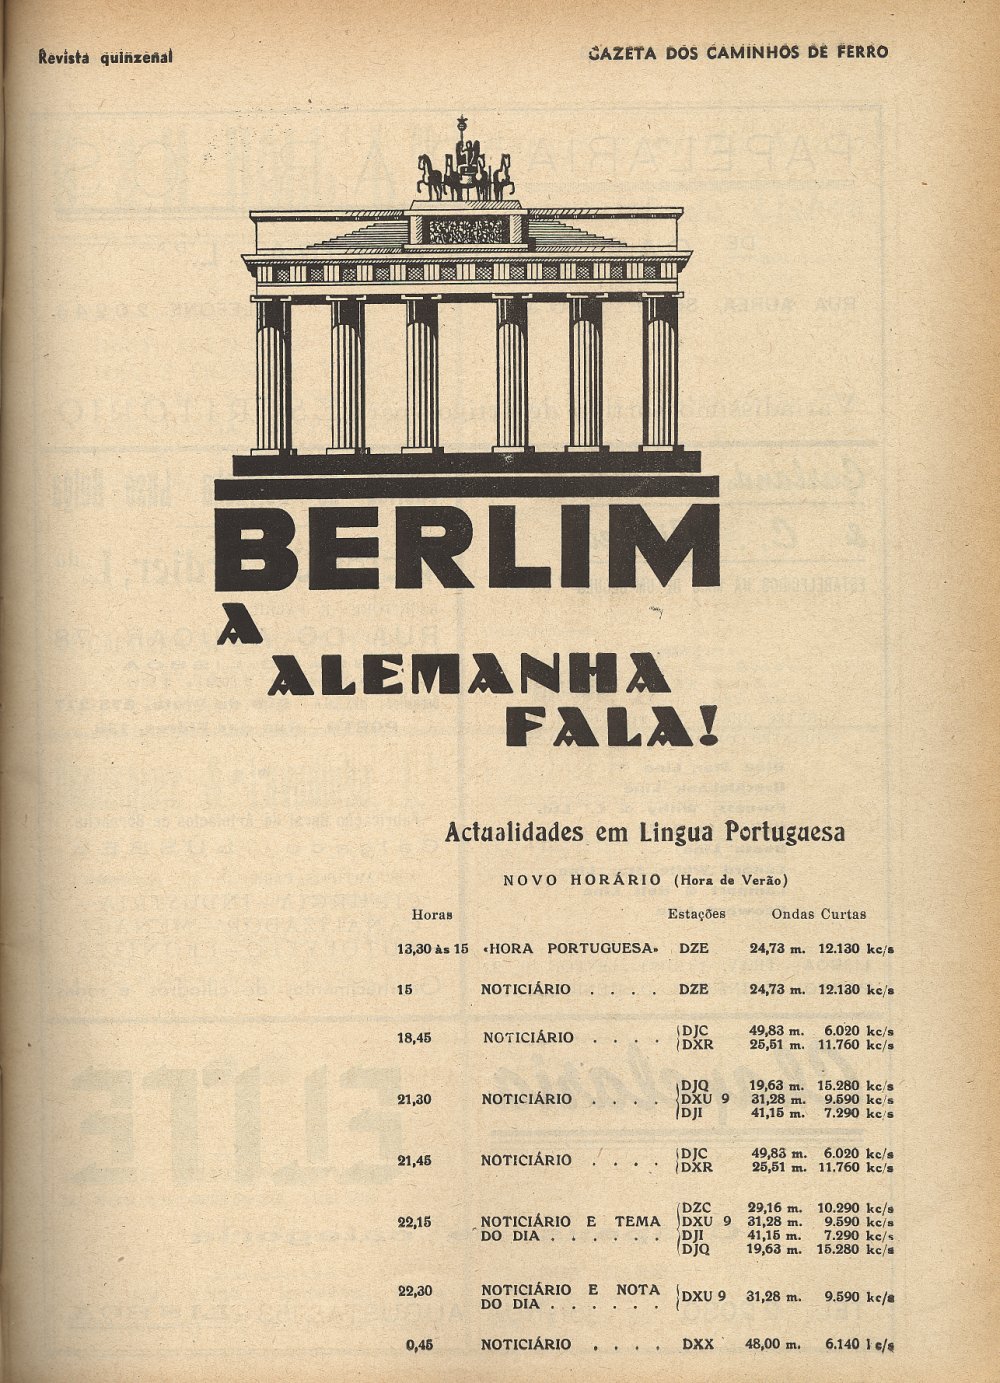 Revista quinzenal
GAZETA DOS CAMINHOS DE FERRO
BERLIM
A
ALEMANHA
FALA!
Actualidades em Lingua Portuguesa
NOVO HORÁRIO (Hora de Verão)
Horas Estações Ondas Curtas
13,30 às 15 «HORA PORTUGUESA» DZE 24,73 m. 12.130 kc/s
15 NOTICIÁRIO . . . . DZE 24,73 m. 12.130 kc/s
18,45 NOTICIÁRIO . . . . DJC 49,83 m. 6.020 kc/s
DXR 25,51 m. 11.760 kc/s
21,30 NOTICIÁRIO . . . . DJQ 19,63 m. 15.280 kc/s
DXU 9 31,28 m. 9.590 kc/s
DJI 41,15 m. 7.290 kc/s
21,45 NOTICIÁRIO . . . . DJC 49,83 m. 6.020 kc/s
DXR 25,51 m. 11.760 kc/s
22,15 NOTICIÁRIO E TEMA DO DIA . . . . . . DZC 29,16 m. 10.290 kc/s
DXU 9 31,28 m. 9.590 kc/s
DJI 41,15 m. 7.290 kc/s
DJQ 19,63 m. 15.280 kc/s
22,30 NOTICIÁRIO E NOTA DO DIA . . . . . . DXU 9 31,28 m. 9.590 kc/s
0,45 NOTICIÁRIO . . . . DXX 48,00 m. 6.140 c/s